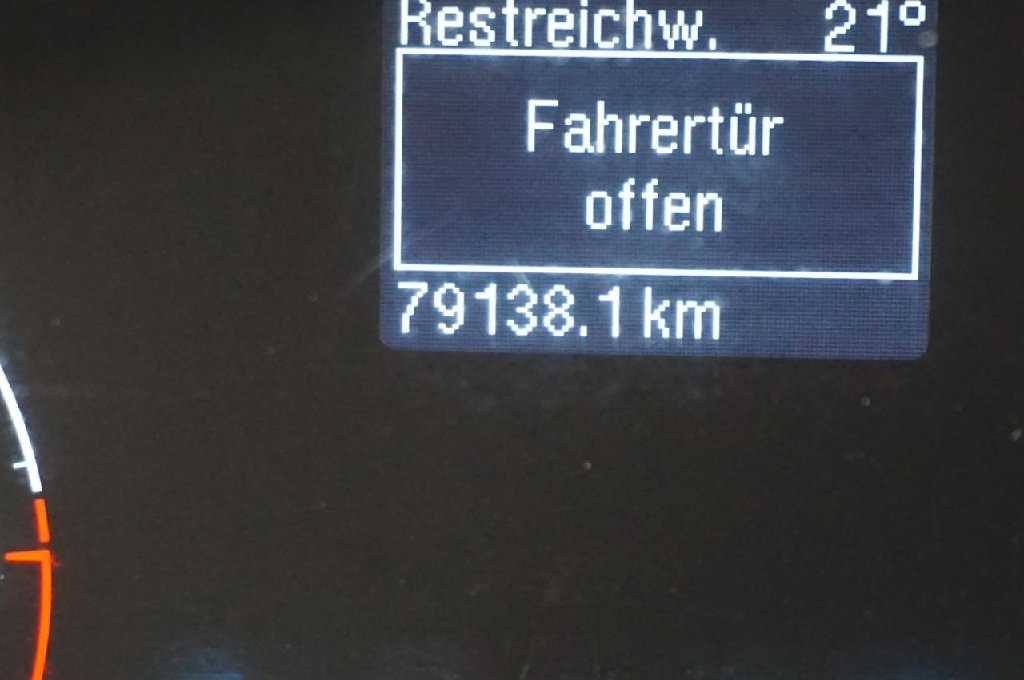 Restreichw. 21°
Fahrertür
offen
79138.1 km